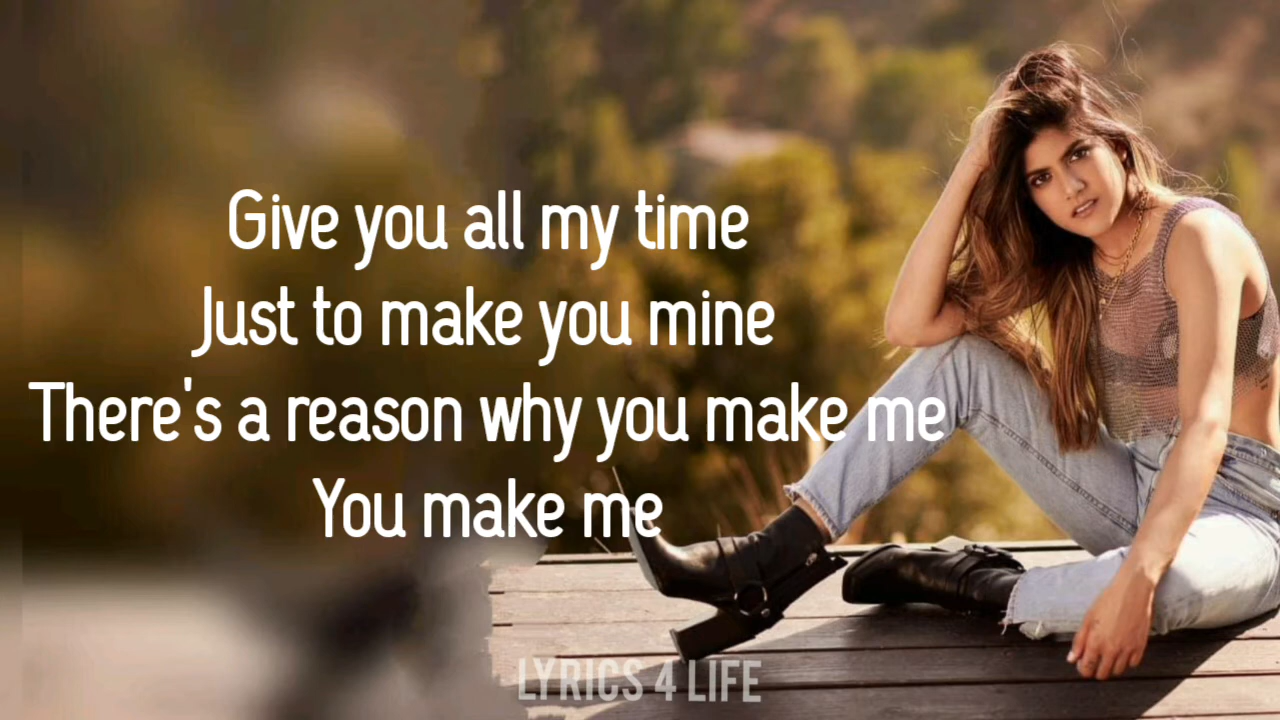 Give you all my time
Just to make you mine
There's a reason why you make me
You make me
LYRICS 4 LIFE